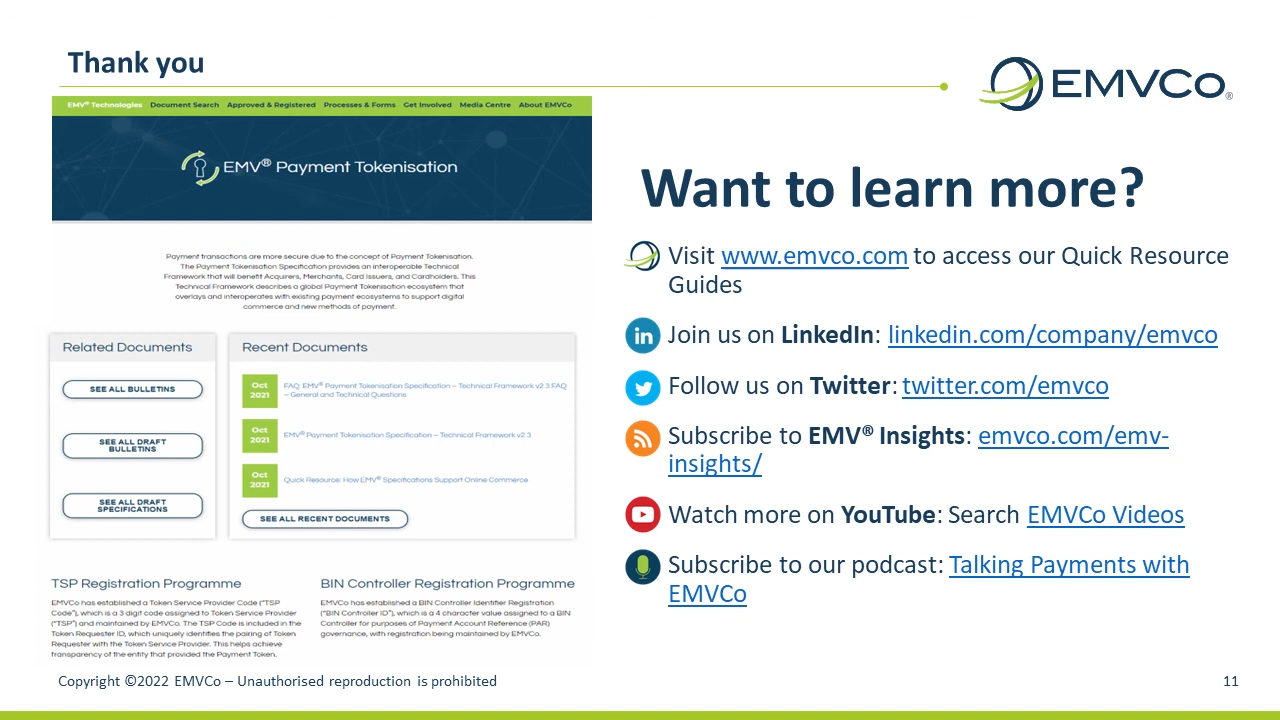 Thank you
EMVCo®
EMV® Technologies Document Search Approved & Registered Processes & Forms Get Involved Media Centre About EMVCo
EMV® Payment Tokenisation
Payment transactions are more secure due to the concept of Payment Tokenisation.
The Payment Tokenisation Specification provides an interoperable Technical
Framework that will benefit Acquirers, Merchants, Card Issuers, and Cardholders. This
Technical Framework describes a global Payment Tokenisation ecosystem that
overlays and interoperates with existing payment ecosystems to support digital
commerce and new methods of payment.
Related Documents
SEE ALL BULLETINS
SEE ALL DRAFT
BULLETINS
SEE ALL DRAFT
SPECIFICATIONS
Recent Documents
Oct
2021
FAQ EMV® Payment Tokenisation Specification – Technical Framework v2.3 FAQ
– General and Technical Questions
Oct
2021
EMV® Payment Tokenisation Specification – Technical Framework v2.3
Oct
2021
Quick Resource: How EMV® Specifications Support Online Commerce
SEE ALL RECENT DOCUMENTS
TSP Registration Programme
EMVCo has established a Token Service Provider Code ("TSP
Code"), which is a 3 digit code assigned to Token Service Provider
("TSP") and maintained by EMVCo. The TSP Code is included in the
Token Requester ID, which uniquely identifies the pairing of Token
Requester with the Token Service Provider. This helps achieve
transparency of the entity that provided the Payment Token.
BIN Controller Registration Programme
EMVCo has established a BIN Controller Identifier Registration
("BIN Controller ID"), which is a 4 character value assigned to a BIN
Controller for purposes of Payment Account Reference (PAR)
governance, with registration being maintained by EMVCo.
Want to learn more?
Visit www.emvco.com to access our Quick Resource
Guides
Join us on LinkedIn: linkedin.com/company/emvco
Follow us on Twitter: twitter.com/emvco
Subscribe to EMV® Insights: emvco.com/emv-
insights/
Watch more on YouTube: Search EMVCo Videos
Subscribe to our podcast: Talking Payments with
EMVCo
Copyright ©2022 EMVCo – Unauthorised reproduction is prohibited
11